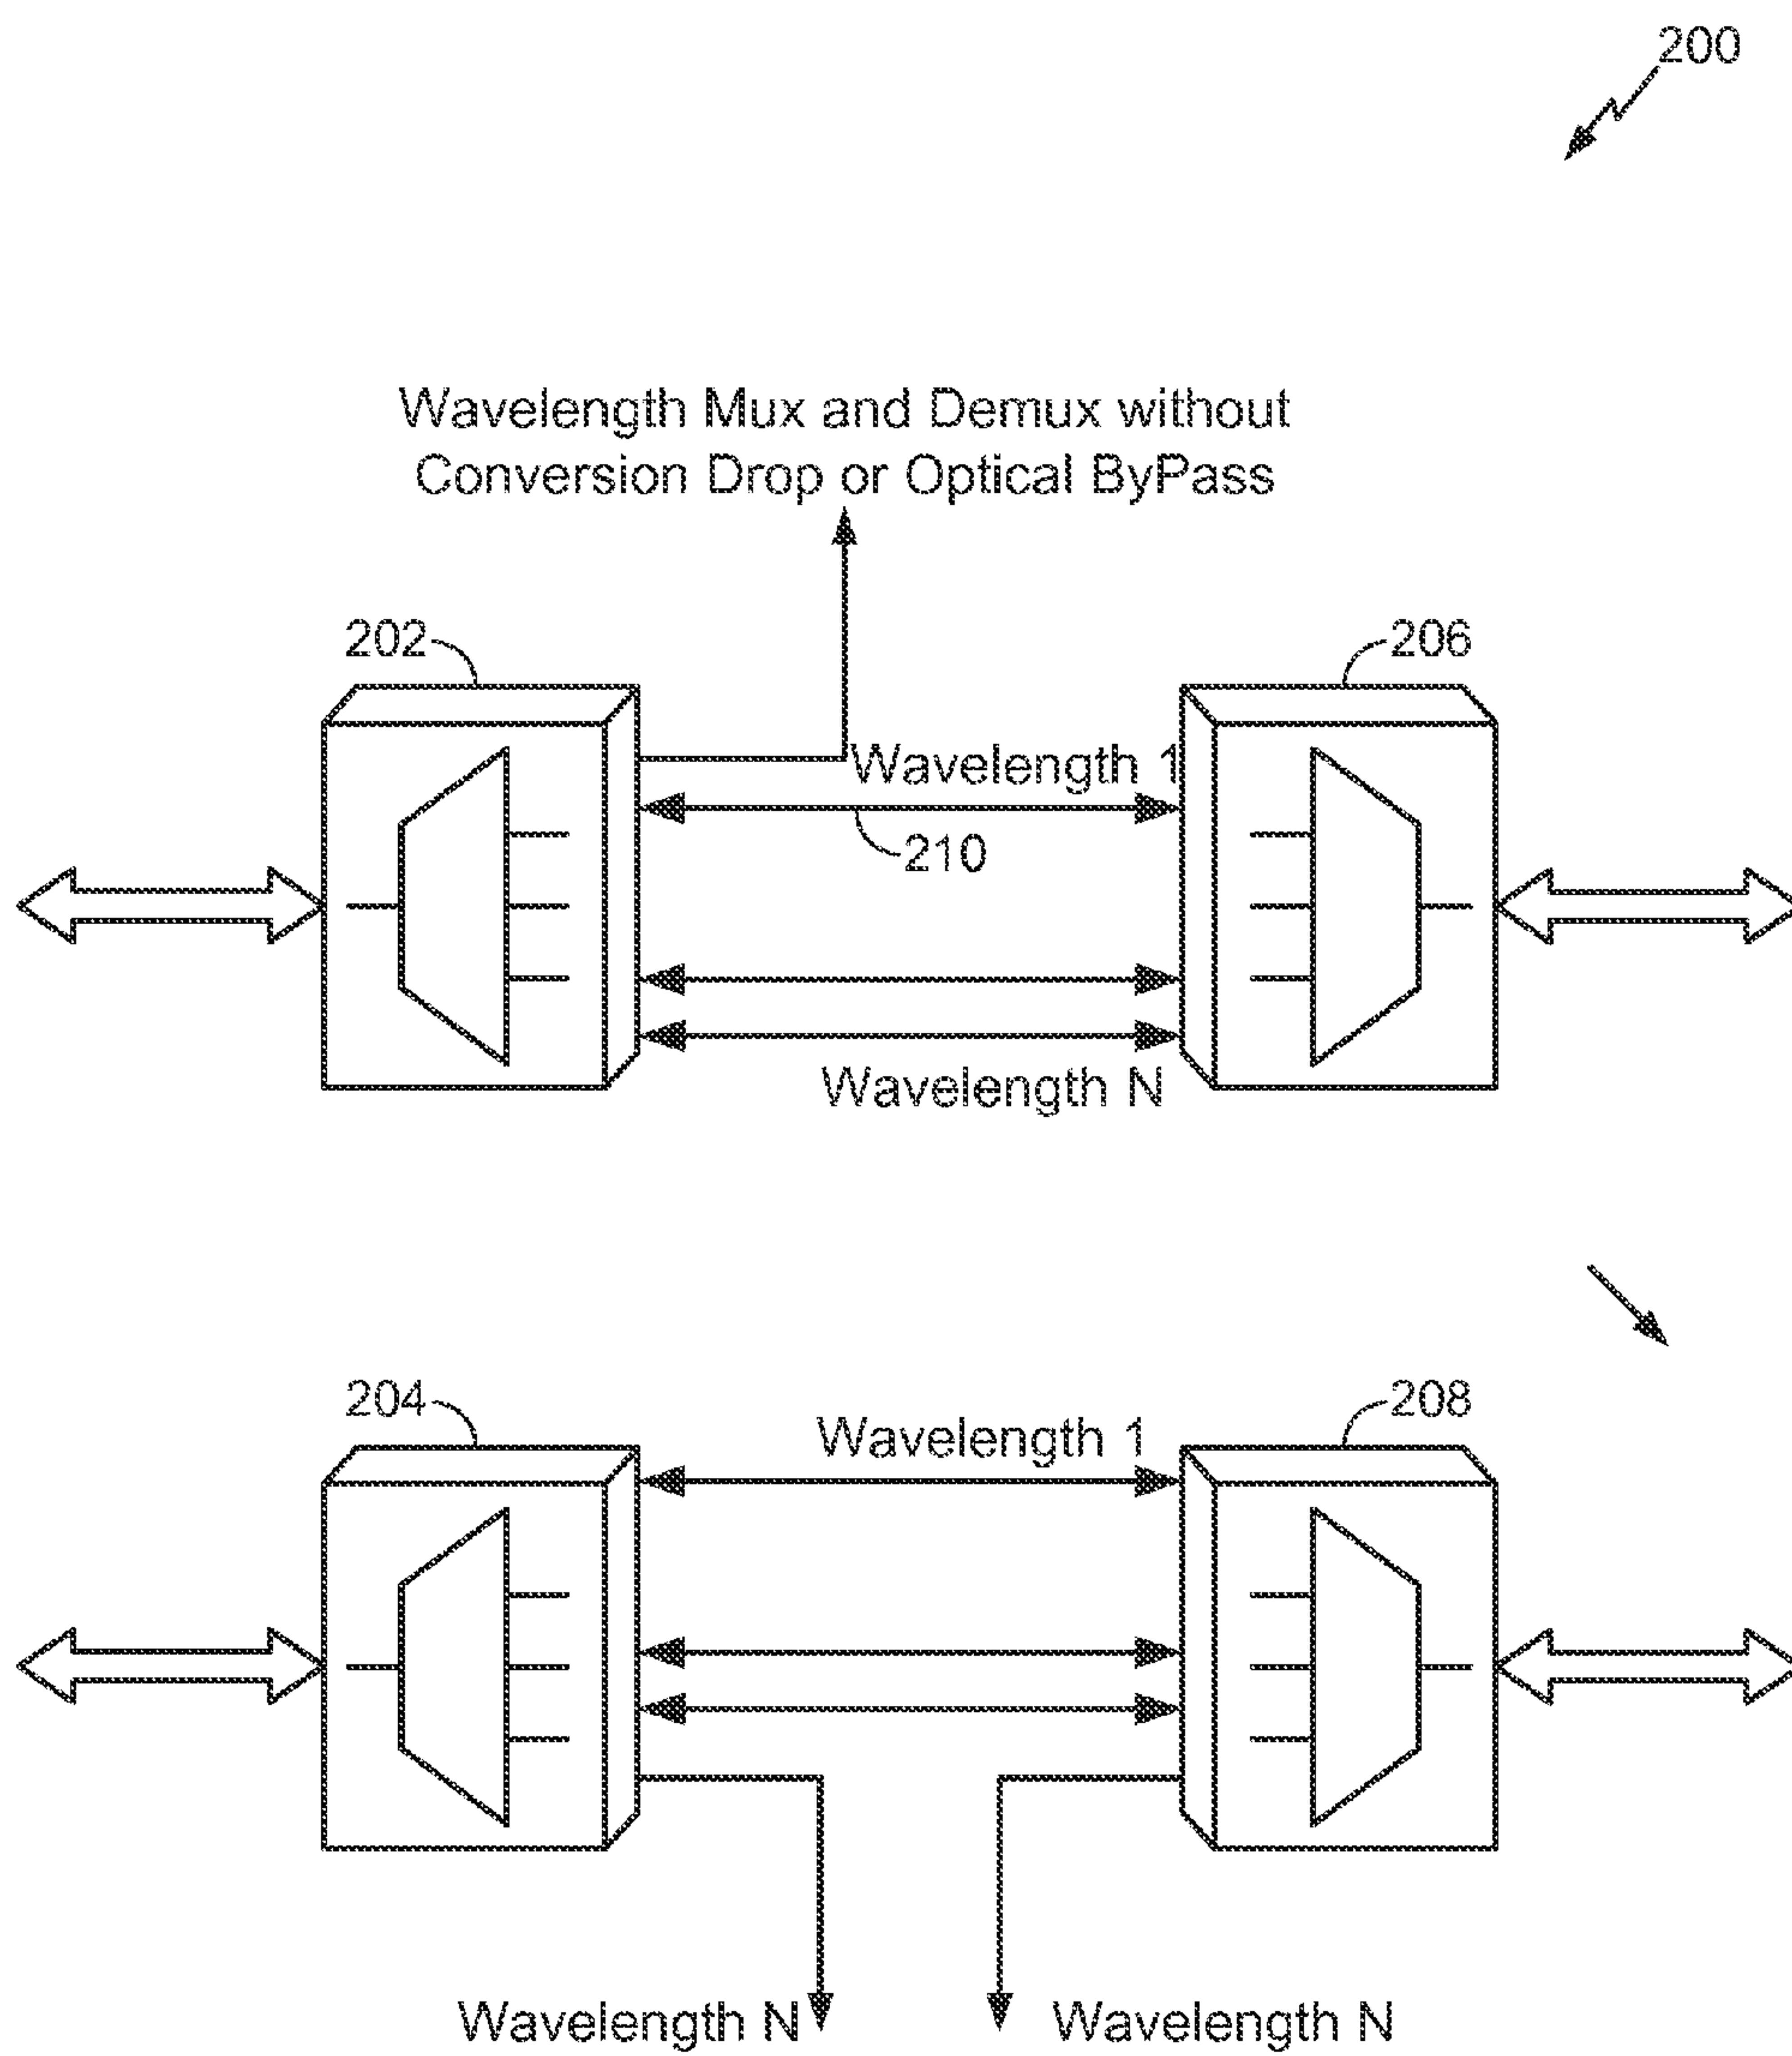 200
Wavelength Mux and Demux without
Conversion Drop or Optical ByPass
202
206
Wavelength 1
210
Wavelength N
204
208
Wavelength 1
Wavelength N
Wavelength N